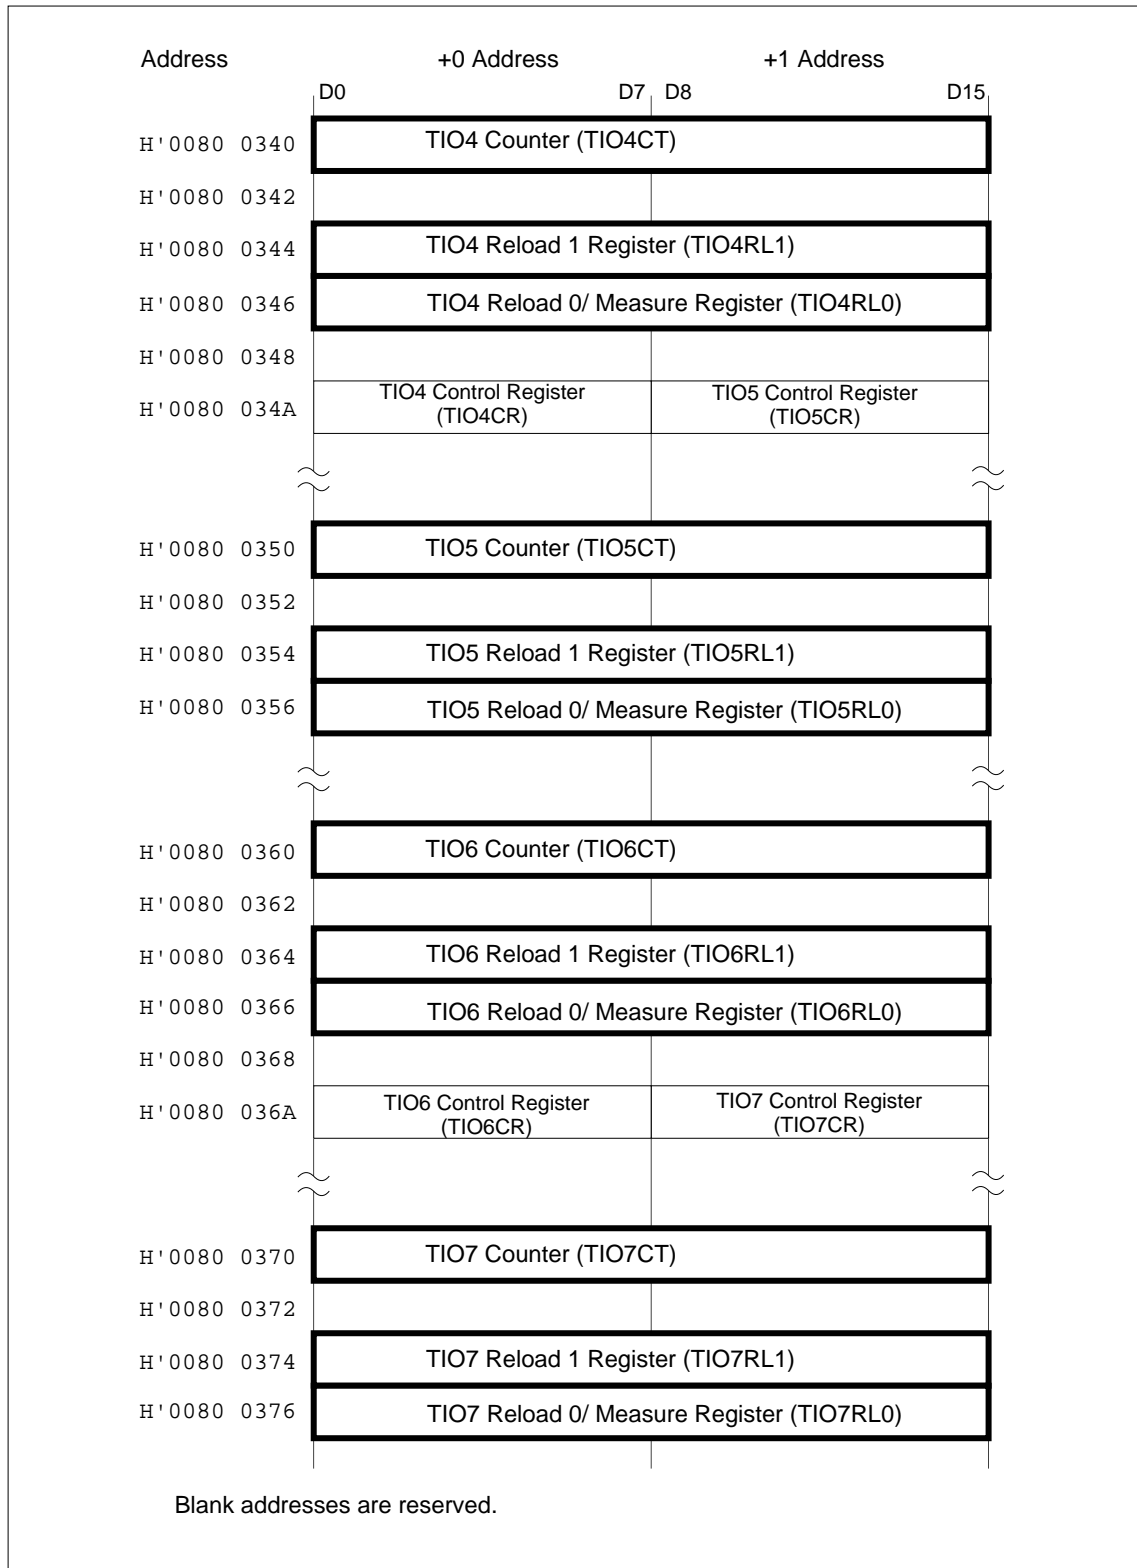 Address +0 Address +1 Address
D0 D7 D8 D15
H'0080 0340 TIO4 Counter (TIO4CT)
H'0080 0342
H'0080 0344 TIO4 Reload 1 Register (TIO4RL1)
H'0080 0346 TIO4 Reload 0/ Measure Register (TIO4RL0)
H'0080 0348
H'0080 034A TIO4 Control Register (TIO4CR) TIO5 Control Register (TIO5CR)
H'0080 0350 TIO5 Counter (TIO5CT)
H'0080 0352
H'0080 0354 TIO5 Reload 1 Register (TIO5RL1)
H'0080 0356 TIO5 Reload 0/ Measure Register (TIO5RL0)
H'0080 0360 TIO6 Counter (TIO6CT)
H'0080 0362
H'0080 0364 TIO6 Reload 1 Register (TIO6RL1)
H'0080 0366 TIO6 Reload 0/ Measure Register (TIO6RL0)
H'0080 0368
H'0080 036A TIO6 Control Register (TIO6CR) TIO7 Control Register (TIO7CR)
H'0080 0370 TIO7 Counter (TIO7CT)
H'0080 0372
H'0080 0374 TIO7 Reload 1 Register (TIO7RL1)
H'0080 0376 TIO7 Reload 0/ Measure Register (TIO7RL0)
Blank addresses are reserved.